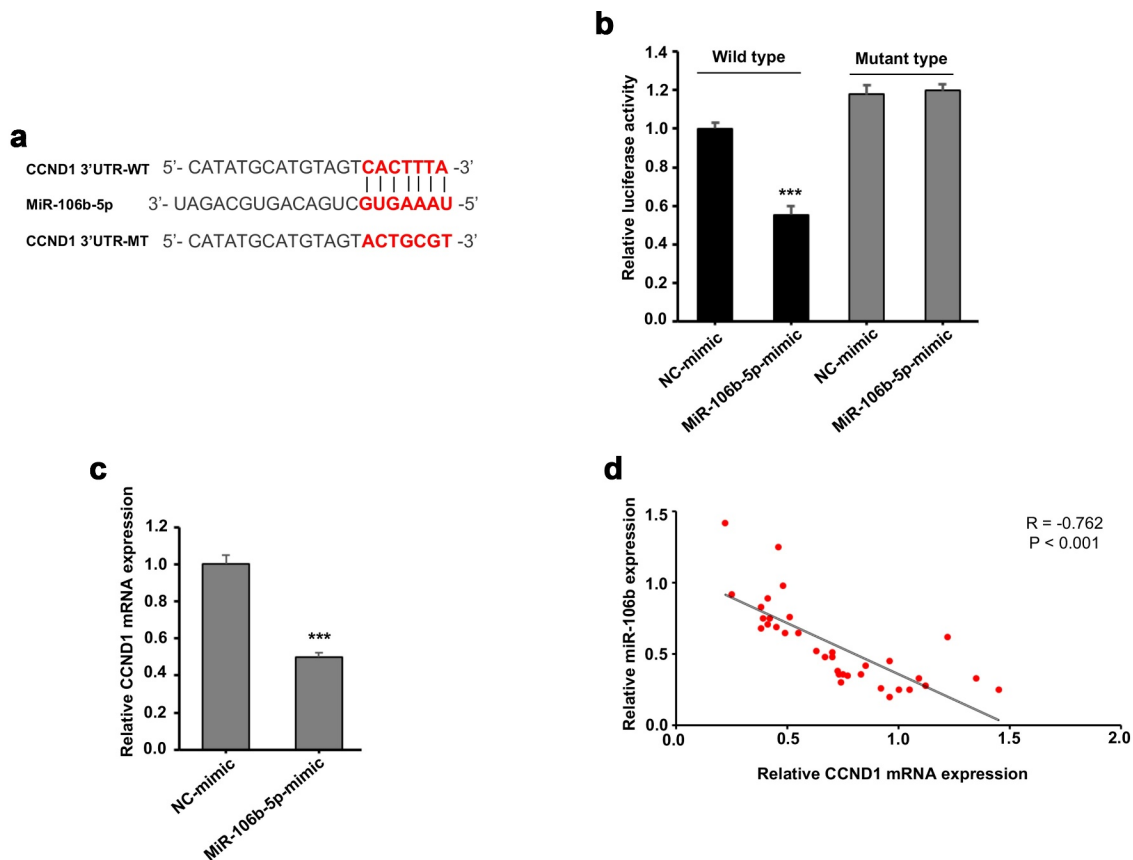 a
CCND1 3'UTR-WT 5'- CATATGCATGTAGTCACTTTA -3'
MiR-106b-5p 3'- UAGACGUGACAGUCGUGAAAU -5'
CCND1 3'UTR-MT 5'- CATATGCATGTAGTACTGCGT -3'
b
Relative luciferase activity
1.4
1.2
1.0
0.8
0.6
0.4
0.2
0.0
Wild type
Mutant type
***
NC-mimic
MiR-106b-5p-mimic
NC-mimic
MiR-106b-5p-mimic
c
Relative CCND1 mRNA expression
1.2
1.0
0.8
0.6
0.4
0.2
0.0
***
NC-mimic
MiR-106b-5p-mimic
d
Relative miR-106b expression
1.5
1.0
0.5
0.0
R = -0.762
P < 0.001
0.0 0.5 1.0 1.5 2.0
Relative CCND1 mRNA expression